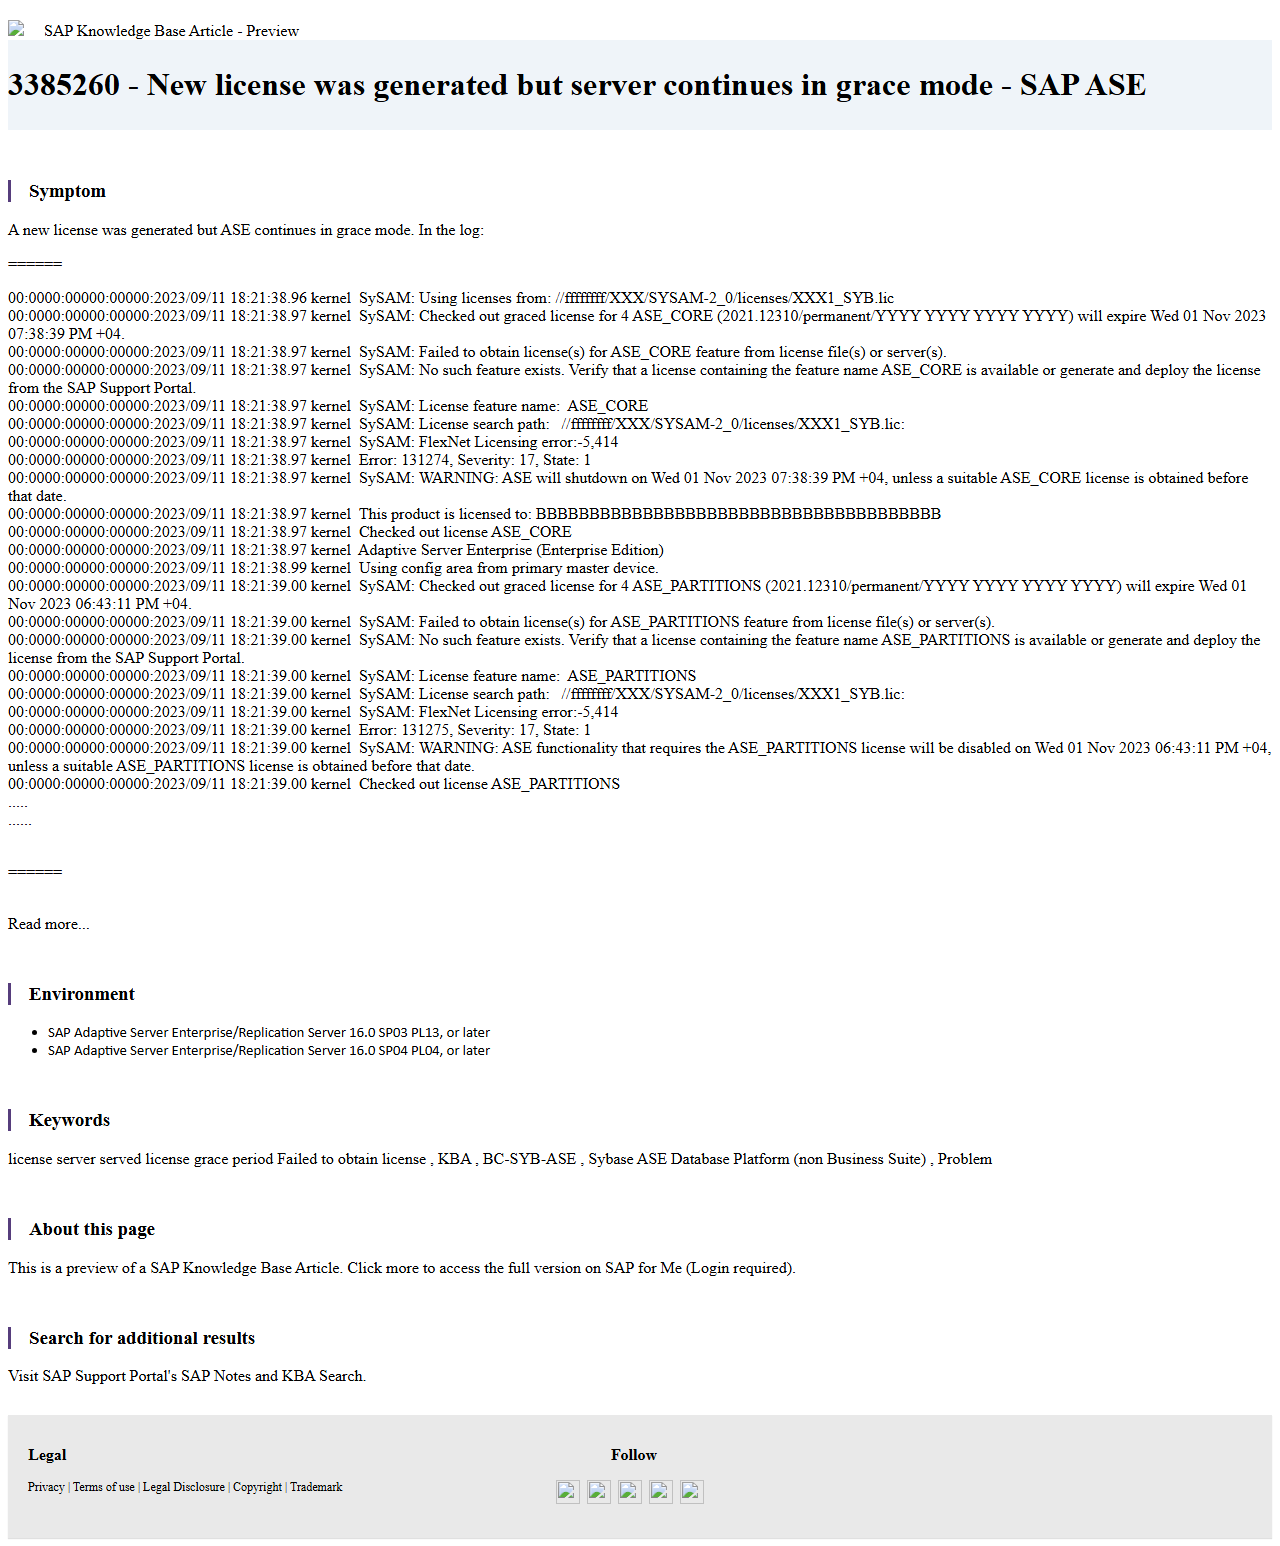 SAP Knowledge Base Article - Preview
3385260 - New license was generated but server continues in grace mode - SAP ASE
Symptom
A new license was generated but ASE continues in grace mode. In the log:
======
00:0000:00000:00000:2023/09/11 18:21:38.96 kernel  SySAM: Using licenses from: //ffffffff/XXX/SYSAM-2_0/licenses/XXX1_SYB.lic
00:0000:00000:00000:2023/09/11 18:21:38.97 kernel  SySAM: Checked out graced license for 4 ASE_CORE (2021.12310/permanent/YYYY YYYY YYYY YYYY) will expire Wed 01 Nov 2023
07:38:39 PM +04.
00:0000:00000:00000:2023/09/11 18:21:38.97 kernel  SySAM: Failed to obtain license(s) for ASE_CORE feature from license file(s) or server(s).
00:0000:00000:00000:2023/09/11 18:21:38.97 kernel  SySAM: No such feature exists. Verify that a license containing the feature name ASE_CORE is available or generate and deploy the license
from the SAP Support Portal.
00:0000:00000:00000:2023/09/11 18:21:38.97 kernel  SySAM: License feature name:  ASE_CORE
00:0000:00000:00000:2023/09/11 18:21:38.97 kernel  SySAM: License search path:   //ffffffff/XXX/SYSAM-2_0/licenses/XXX1_SYB.lic:
00:0000:00000:00000:2023/09/11 18:21:38.97 kernel  SySAM: FlexNet Licensing error:-5,414
00:0000:00000:00000:2023/09/11 18:21:38.97 kernel  Error: 131274, Severity: 17, State: 1
00:0000:00000:00000:2023/09/11 18:21:38.97 kernel  SySAM: WARNING: ASE will shutdown on Wed 01 Nov 2023 07:38:39 PM +04, unless a suitable ASE_CORE license is obtained before
that date.
00:0000:00000:00000:2023/09/11 18:21:38.97 kernel  This product is licensed to: BBBBBBBBBBBBBBBBBBBBBBBBBBBBBBBBBBBBBB
00:0000:00000:00000:2023/09/11 18:21:38.97 kernel  Checked out license ASE_CORE
00:0000:00000:00000:2023/09/11 18:21:38.97 kernel  Adaptive Server Enterprise (Enterprise Edition)
00:0000:00000:00000:2023/09/11 18:21:38.99 kernel  Using config area from primary master device.
00:0000:00000:00000:2023/09/11 18:21:39.00 kernel  SySAM: Checked out graced license for 4 ASE_PARTITIONS (2021.12310/permanent/YYYY YYYY YYYY YYYY) will expire Wed 01
Nov 2023 06:43:11 PM +04.
00:0000:00000:00000:2023/09/11 18:21:39.00 kernel  SySAM: Failed to obtain license(s) for ASE_PARTITIONS feature from license file(s) or server(s).
00:0000:00000:00000:2023/09/11 18:21:39.00 kernel  SySAM: No such feature exists. Verify that a license containing the feature name ASE_PARTITIONS is available or generate and deploy the
license from the SAP Support Portal.
00:0000:00000:00000:2023/09/11 18:21:39.00 kernel  SySAM: License feature name:  ASE_PARTITIONS
00:0000:00000:00000:2023/09/11 18:21:39.00 kernel  SySAM: License search path:   //ffffffff/XXX/SYSAM-2_0/licenses/XXX1_SYB.lic:
00:0000:00000:00000:2023/09/11 18:21:39.00 kernel  SySAM: FlexNet Licensing error:-5,414
00:0000:00000:00000:2023/09/11 18:21:39.00 kernel  Error: 131275, Severity: 17, State: 1
00:0000:00000:00000:2023/09/11 18:21:39.00 kernel  SySAM: WARNING: ASE functionality that requires the ASE_PARTITIONS license will be disabled on Wed 01 Nov 2023 06:43:11 PM +04,
unless a suitable ASE_PARTITIONS license is obtained before that date.
00:0000:00000:00000:2023/09/11 18:21:39.00 kernel  Checked out license ASE_PARTITIONS
.....
......
======
Read more...
Environment
• SAP Adaptive Server Enterprise/Replication Server 16.0 SP03 PL13, or later
• SAP Adaptive Server Enterprise/Replication Server 16.0 SP04 PL04, or later
Keywords
license server served license grace period Failed to obtain license , KBA , BC-SYB-ASE , Sybase ASE Database Platform (non Business Suite) , Problem
About this page
This is a preview of a SAP Knowledge Base Article. Click more to access the full version on SAP for Me (Login required).
Search for additional results
Visit SAP Support Portal's SAP Notes and KBA Search.
Legal
Privacy | Terms of use | Legal Disclosure | Copyright | Trademark
Follow